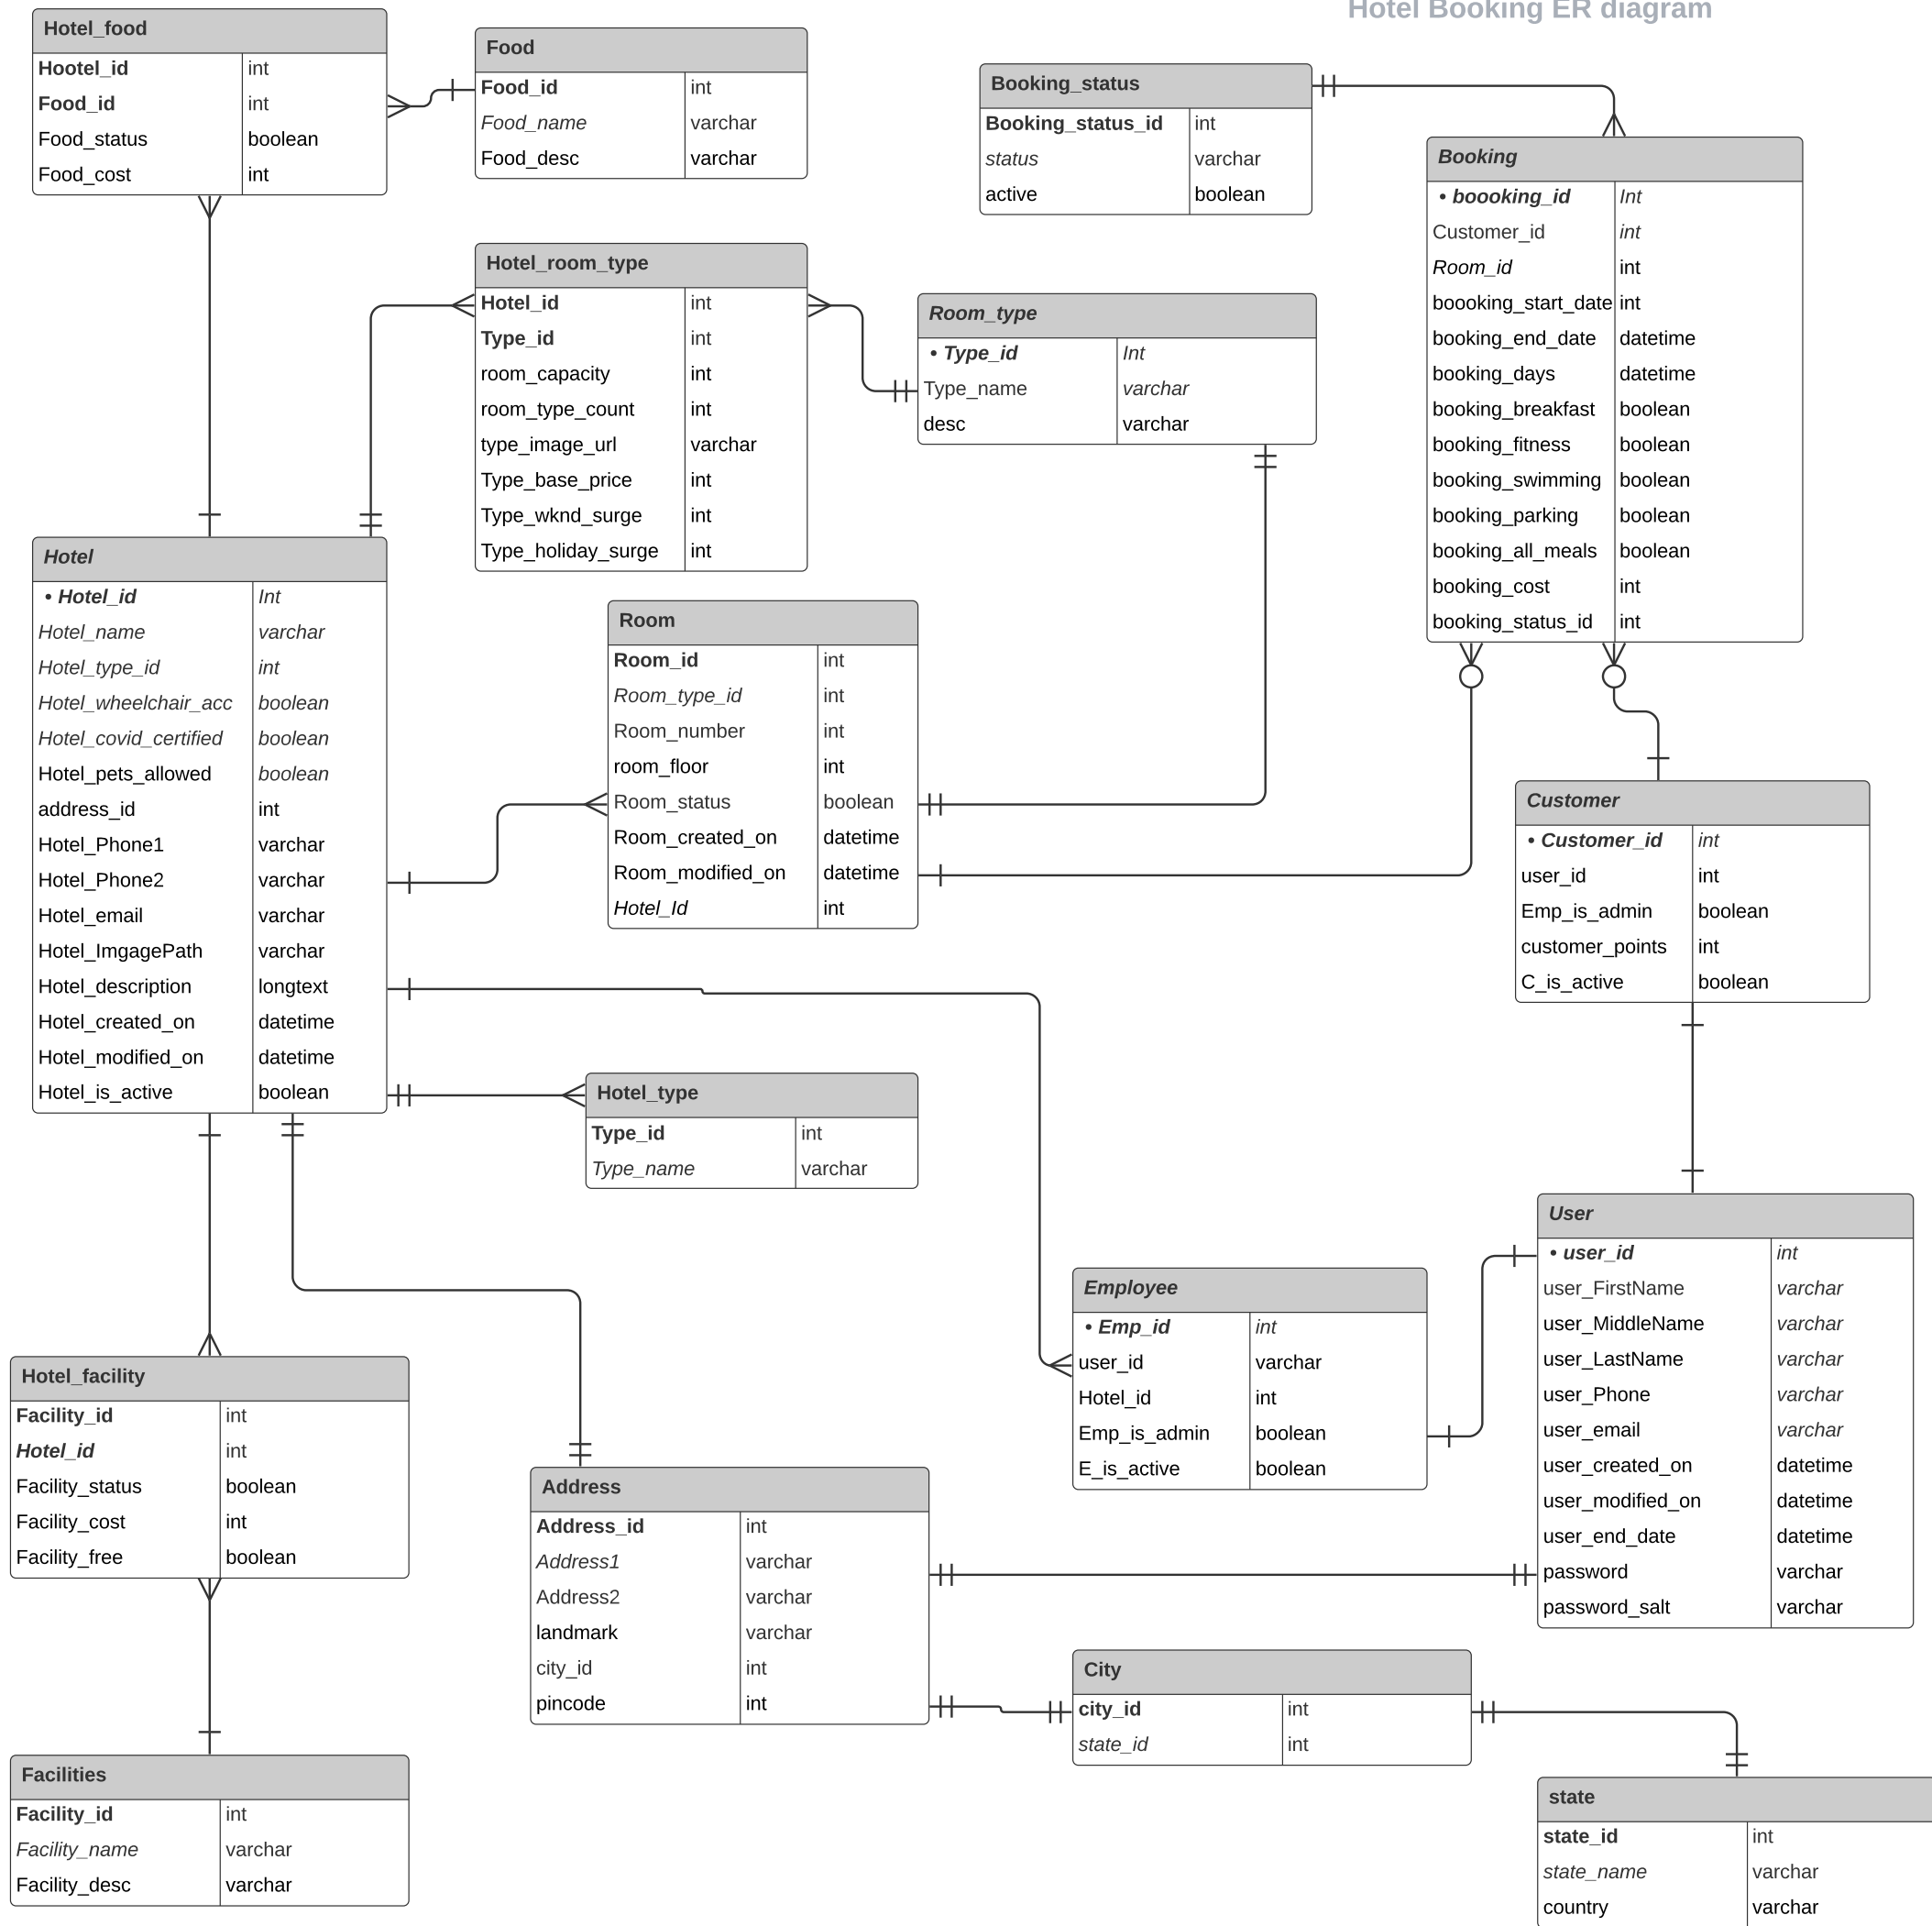 Hotel Booking ER diagram
Hotel_food
Hootel_id int
Food_id int
Food_status boolean
Food_cost int
Food
Food_id int
Food_name varchar
Food_desc varchar
Booking_status
Booking_status_id int
status varchar
active boolean
Booking
• boooking_id Int
Customer_id int
Room_id int
boooking_start_date int
booking_end_date datetime
booking_days datetime
booking_breakfast boolean
booking_fitness boolean
booking_swimming boolean
booking_parking boolean
booking_all_meals boolean
booking_cost int
booking_status_id int
Hotel_room_type
Hotel_id int
Type_id int
room_capacity int
room_type_count int
type_image_url varchar
Type_base_price int
Type_wknd_surge int
Type_holiday_surge int
Room_type
• Type_id Int
Type_name varchar
desc varchar
Hotel
• Hotel_id Int
Hotel_name varchar
Hotel_type_id int
Hotel_wheelchair_acc boolean
Hotel_covid_certified boolean
Hotel_pets_allowed boolean
address_id int
Hotel_Phone1 varchar
Hotel_Phone2 varchar
Hotel_email varchar
Hotel_ImgagePath varchar
Hotel_description longtext
Hotel_created_on datetime
Hotel_modified_on datetime
Hotel_is_active boolean
Room
Room_id int
Room_type_id int
Room_number int
room_floor int
Room_status boolean
Room_created_on datetime
Room_modified_on datetime
Hotel_Id int
Customer
• Customer_id int
user_id int
Emp_is_admin boolean
customer_points int
C_is_active boolean
Hotel_type
Type_id int
Type_name varchar
User
• user_id int
user_FirstName varchar
user_MiddleName varchar
user_LastName varchar
user_Phone varchar
user_email varchar
user_created_on datetime
user_modified_on datetime
user_end_date datetime
password varchar
password_salt varchar
Employee
• Emp_id int
user_id varchar
Hotel_id int
Emp_is_admin boolean
E_is_active boolean
Hotel_facility
Facility_id int
Hotel_id int
Facility_status boolean
Facility_cost int
Facility_free boolean
Address
Address_id int
Address1 varchar
Address2 varchar
landmark varchar
city_id int
pincode int
City
city_id int
state_id int
Facilities
Facility_id int
Facility_name varchar
Facility_desc varchar
state
state_id int
state_name varchar
country varchar